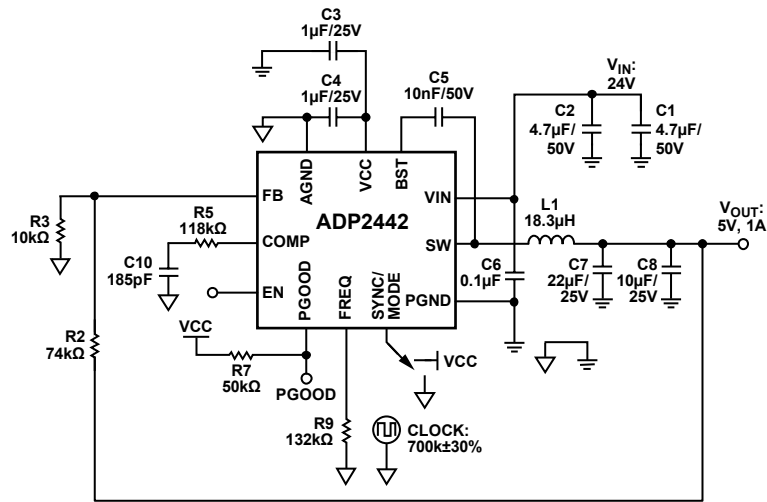 C3
1µF/25V
C4
1µF/25V
C5
10nF/50V
VIN:
24V
C2
4.7µF/
50V
C1
4.7µF/
50V
AGND
VCC
BST
FB
VIN
ADP2442
R3
10kΩ
R5
118kΩ
COMP
SW
L1
18.3µH
VOUT:
5V, 1A
C10
185pF
C6
0.1µF
C7
22µF/
25V
C8
10µF/
25V
EN
PGOOD
FREQ
SYNC/
MODE
PGND
R2
74kΩ
VCC
R7
50kΩ
PGOOD
VCC
R9
132kΩ
CLOCK:
700k±30%